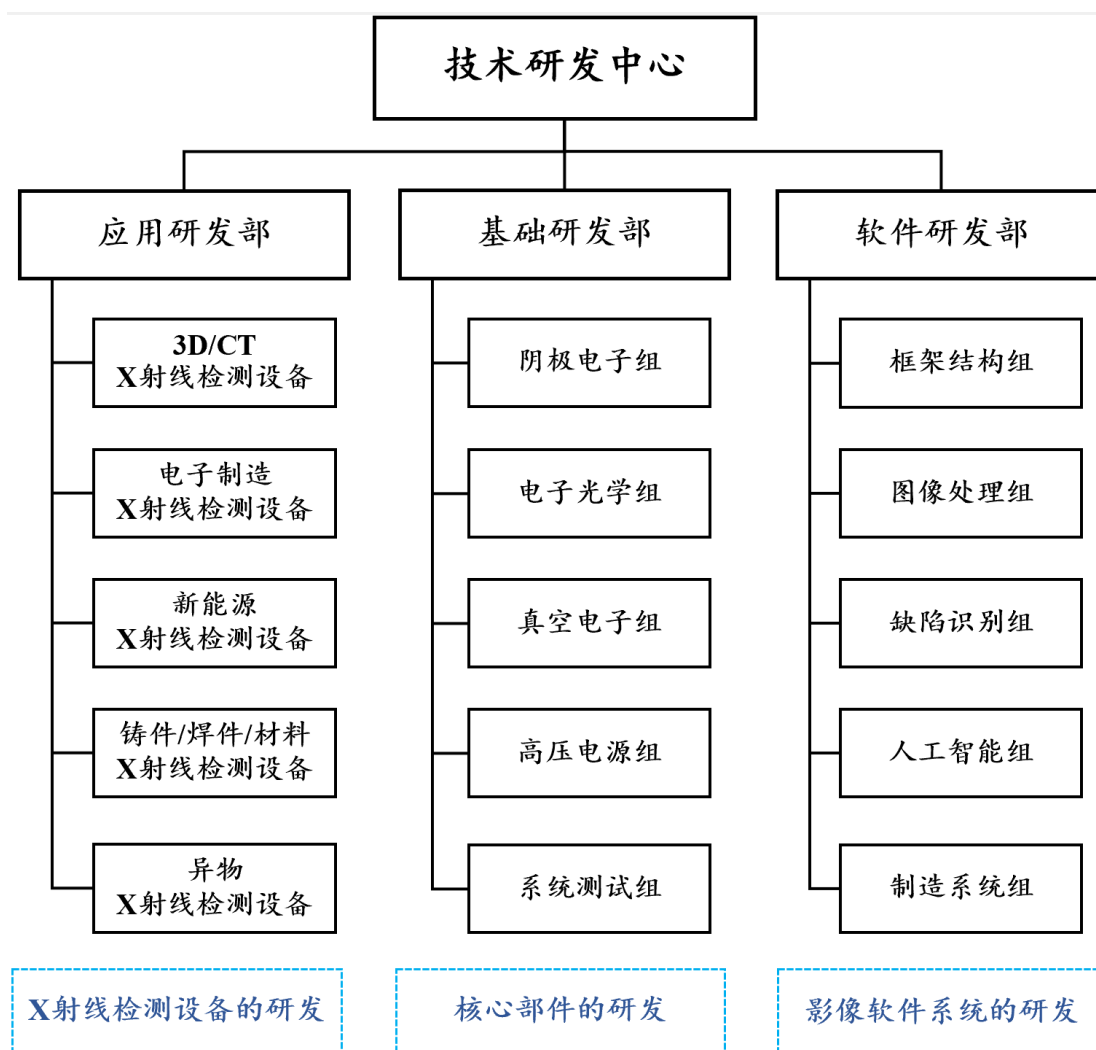 技术研发中心
应用研发部
3D/CT
X射线检测设备
电子制造
X射线检测设备
新能源
X射线检测设备
铸件/焊件/材料
X射线检测设备
异物
X射线检测设备
X射线检测设备的研发
基础研发部
阴极电子组
电子光学组
真空电子组
高压电源组
系统测试组
核心部件的研发
软件研发部
框架结构组
图像处理组
缺陷识别组
人工智能组
制造系统组
影像软件系统的研发